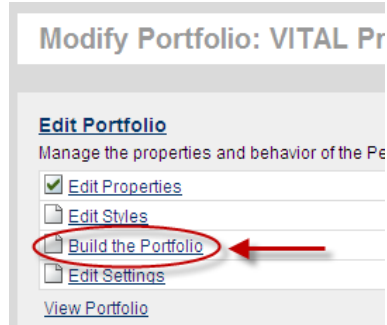 Modify Portfolio: VITAL Pr
Edit Portfolio
Manage the properties and behavior of the Pe
Edit Properties
Edit Styles
Build the Portfolio
Edit Settings
View Portfolio